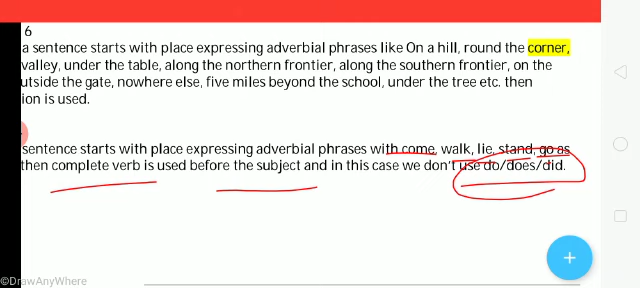 6
a sentence starts with place expressing adverbial phrases like On a hill, round the corner,
valley, under the table, along the northern frontier, along the southern frontier, on the
utside the gate, nowhere else, five miles beyond the school, under the tree etc. then
ion is used.
sentence starts with place expressing adverbial phrases with come, walk, lie, stand, go as
then complete verb is used before the subject and in this case we don't use do/does/did.
©DrawAnyWhere